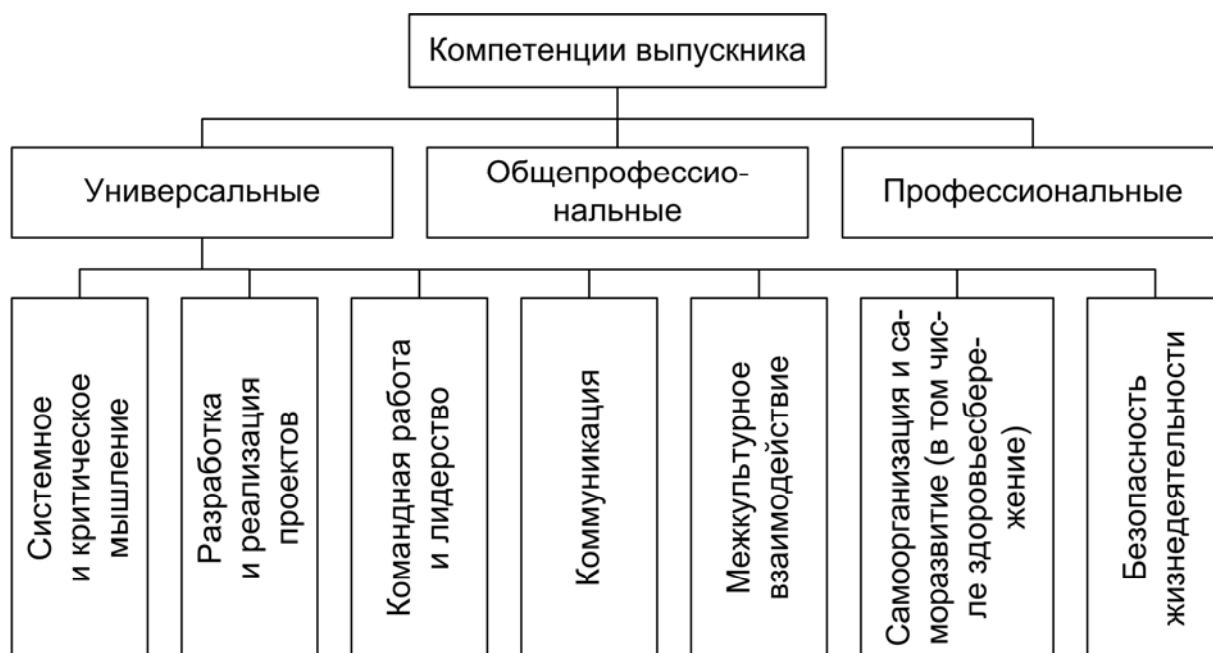 Компетенции выпускника
Универсальные
Общепрофессио-
нальные
Профессиональные
Системное
и критическое
мышление
Разработка
и реализация
проектов
Командная работа
и лидерство
Коммуникация
Межкультурное
взаимодействие
Самоорганизация и са-
моразвитие (в том чис-
ле здоровьесбере-
жение)
Безопасность
жизнедеятельности